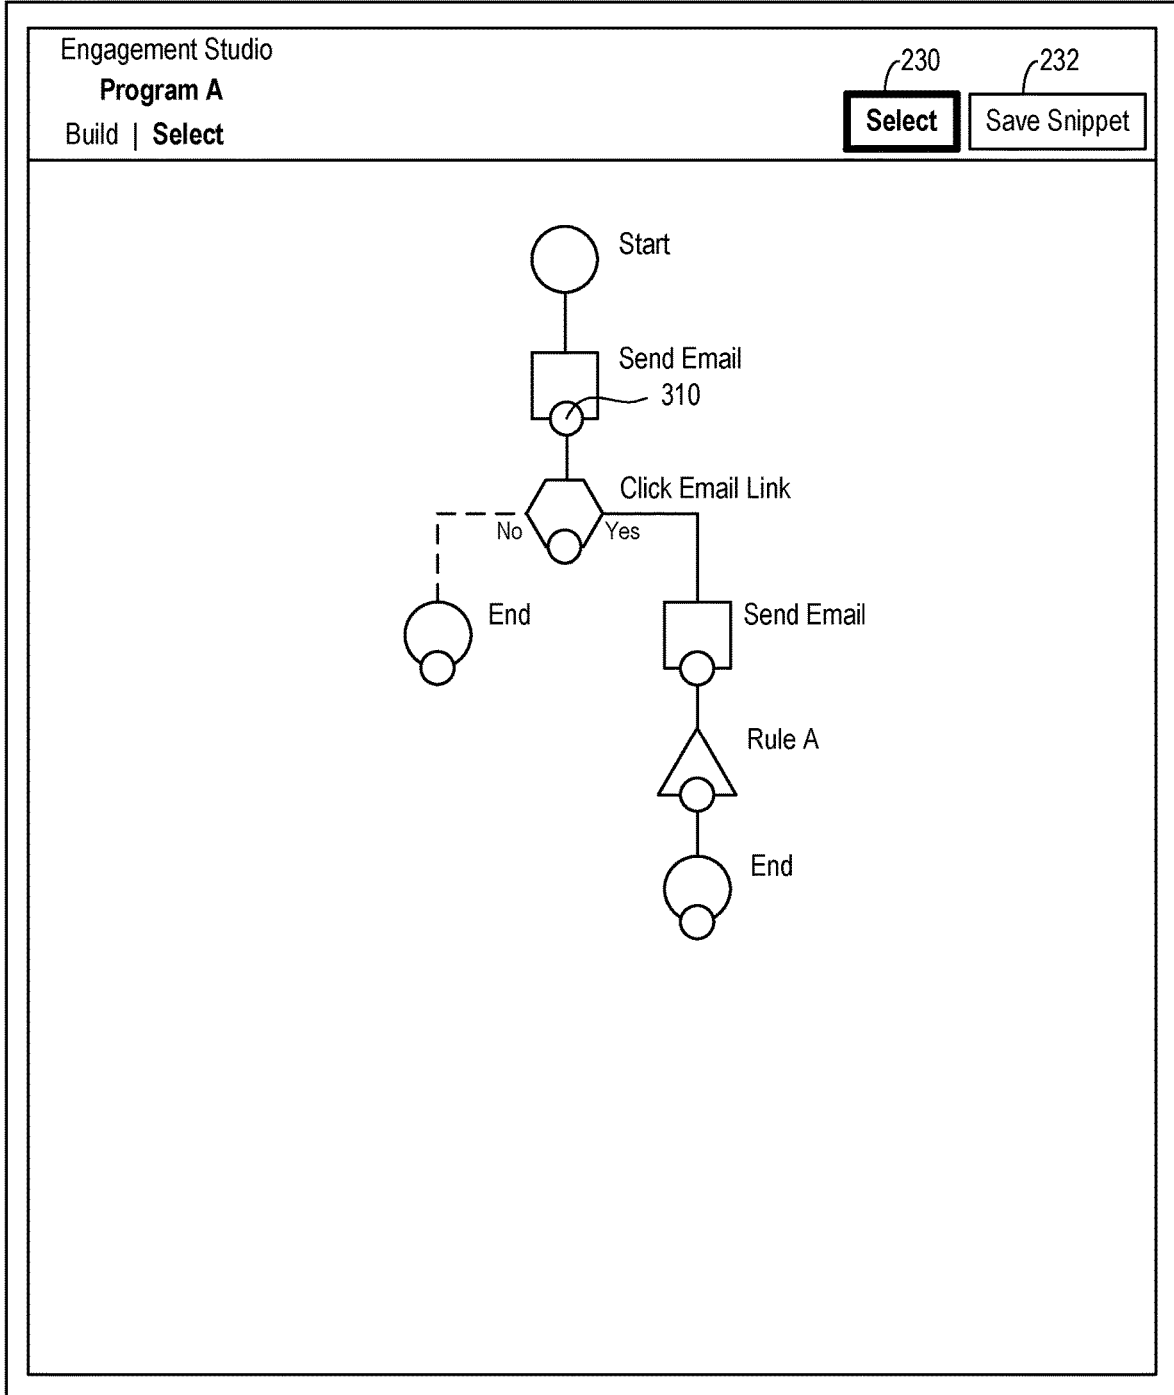 Engagement Studio
Program A
Build | Select
230
232
Select
Save Snippet
Start
Send Email
310
Click Email Link
No
Yes
End
Send Email
Rule A
End